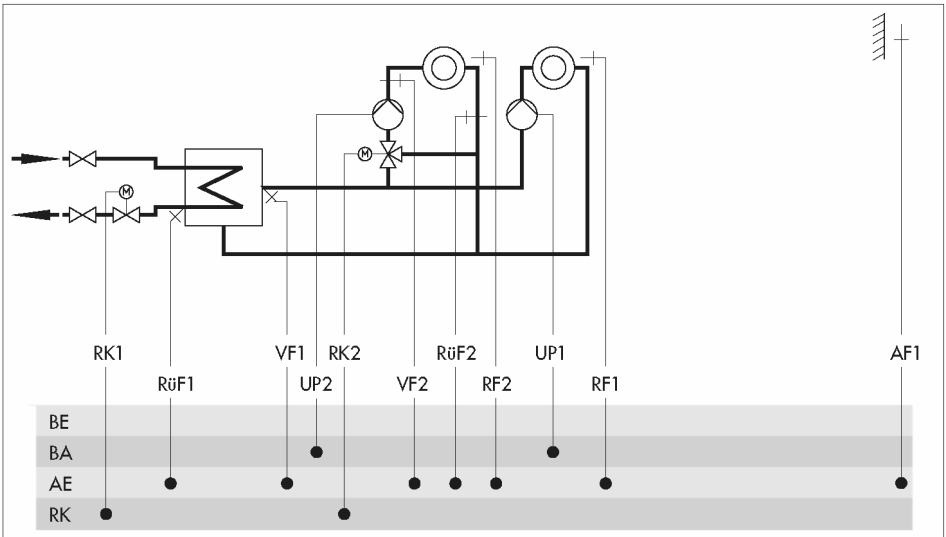 M
M
RK1 VF1 RK2 RüF2 UP1 AF1
RüF1 UP2 VF2 RF2 RF1
BE
BA
AE
RK